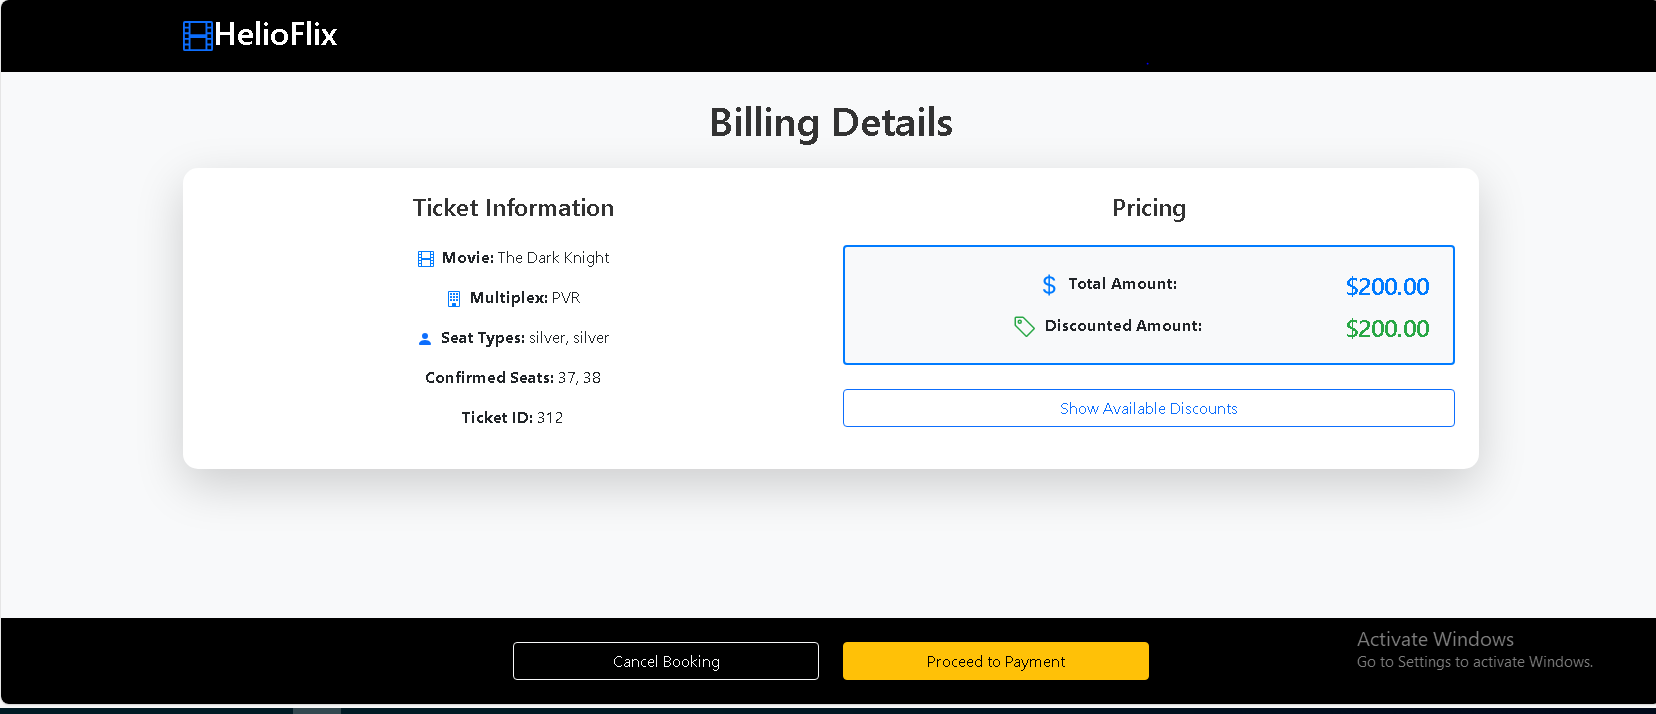 HelioFlix
Billing Details
Ticket Information
Movie: The Dark Knight
Multiplex: PVR
Seat Types: silver, silver
Confirmed Seats: 37, 38
Ticket ID: 312
Pricing
Total Amount: $200.00
Discounted Amount: $200.00
Show Available Discounts
Cancel Booking
Proceed to Payment
Activate Windows
Go to Settings to activate Windows.